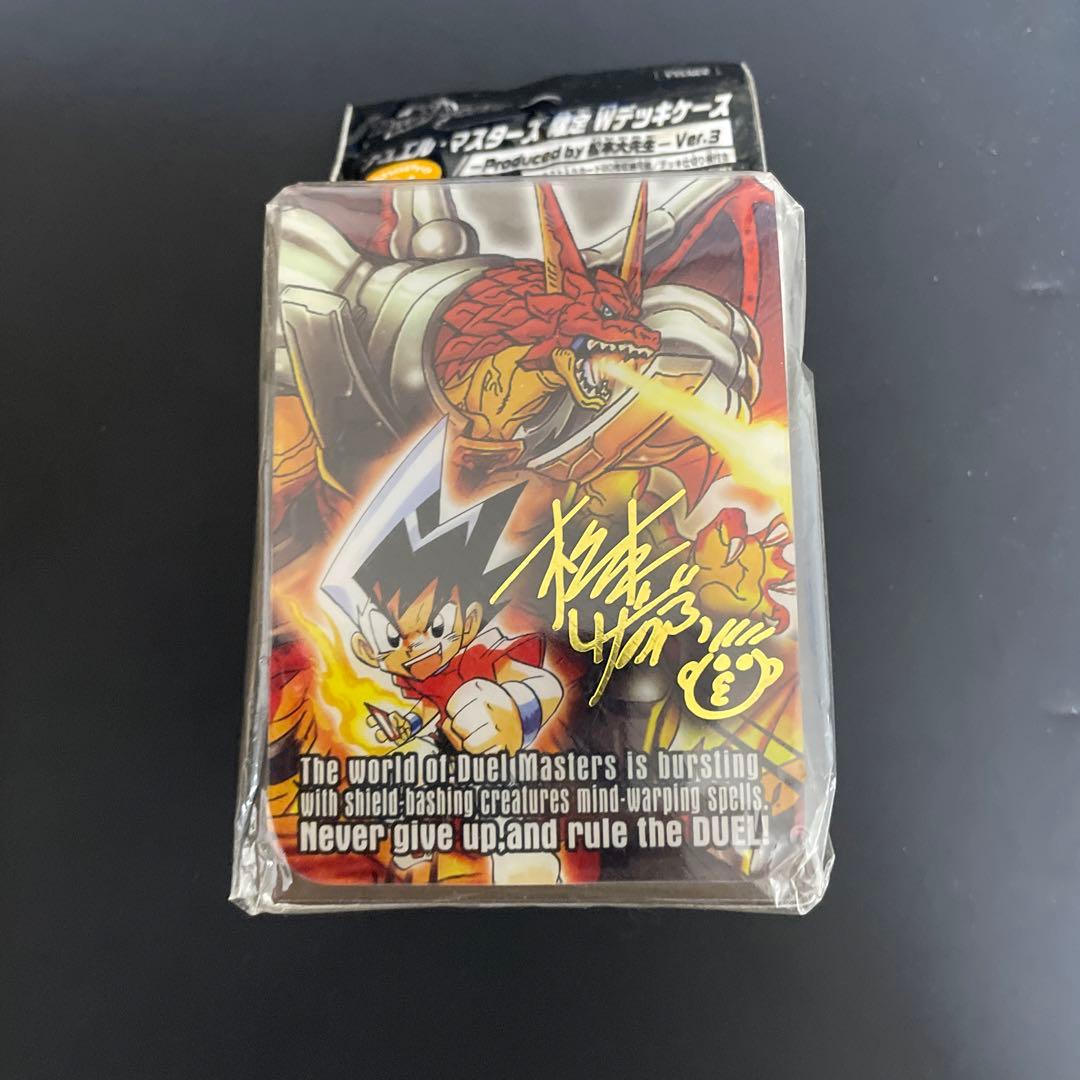 デュエル・マスターズ 限定 Wデッキケース
-Produced by 松本大先生- Ver.3
The world of Duel Masters is bursting
with shield-bashing creatures mind-warping spells.
Never give up,and rule the DUEL!